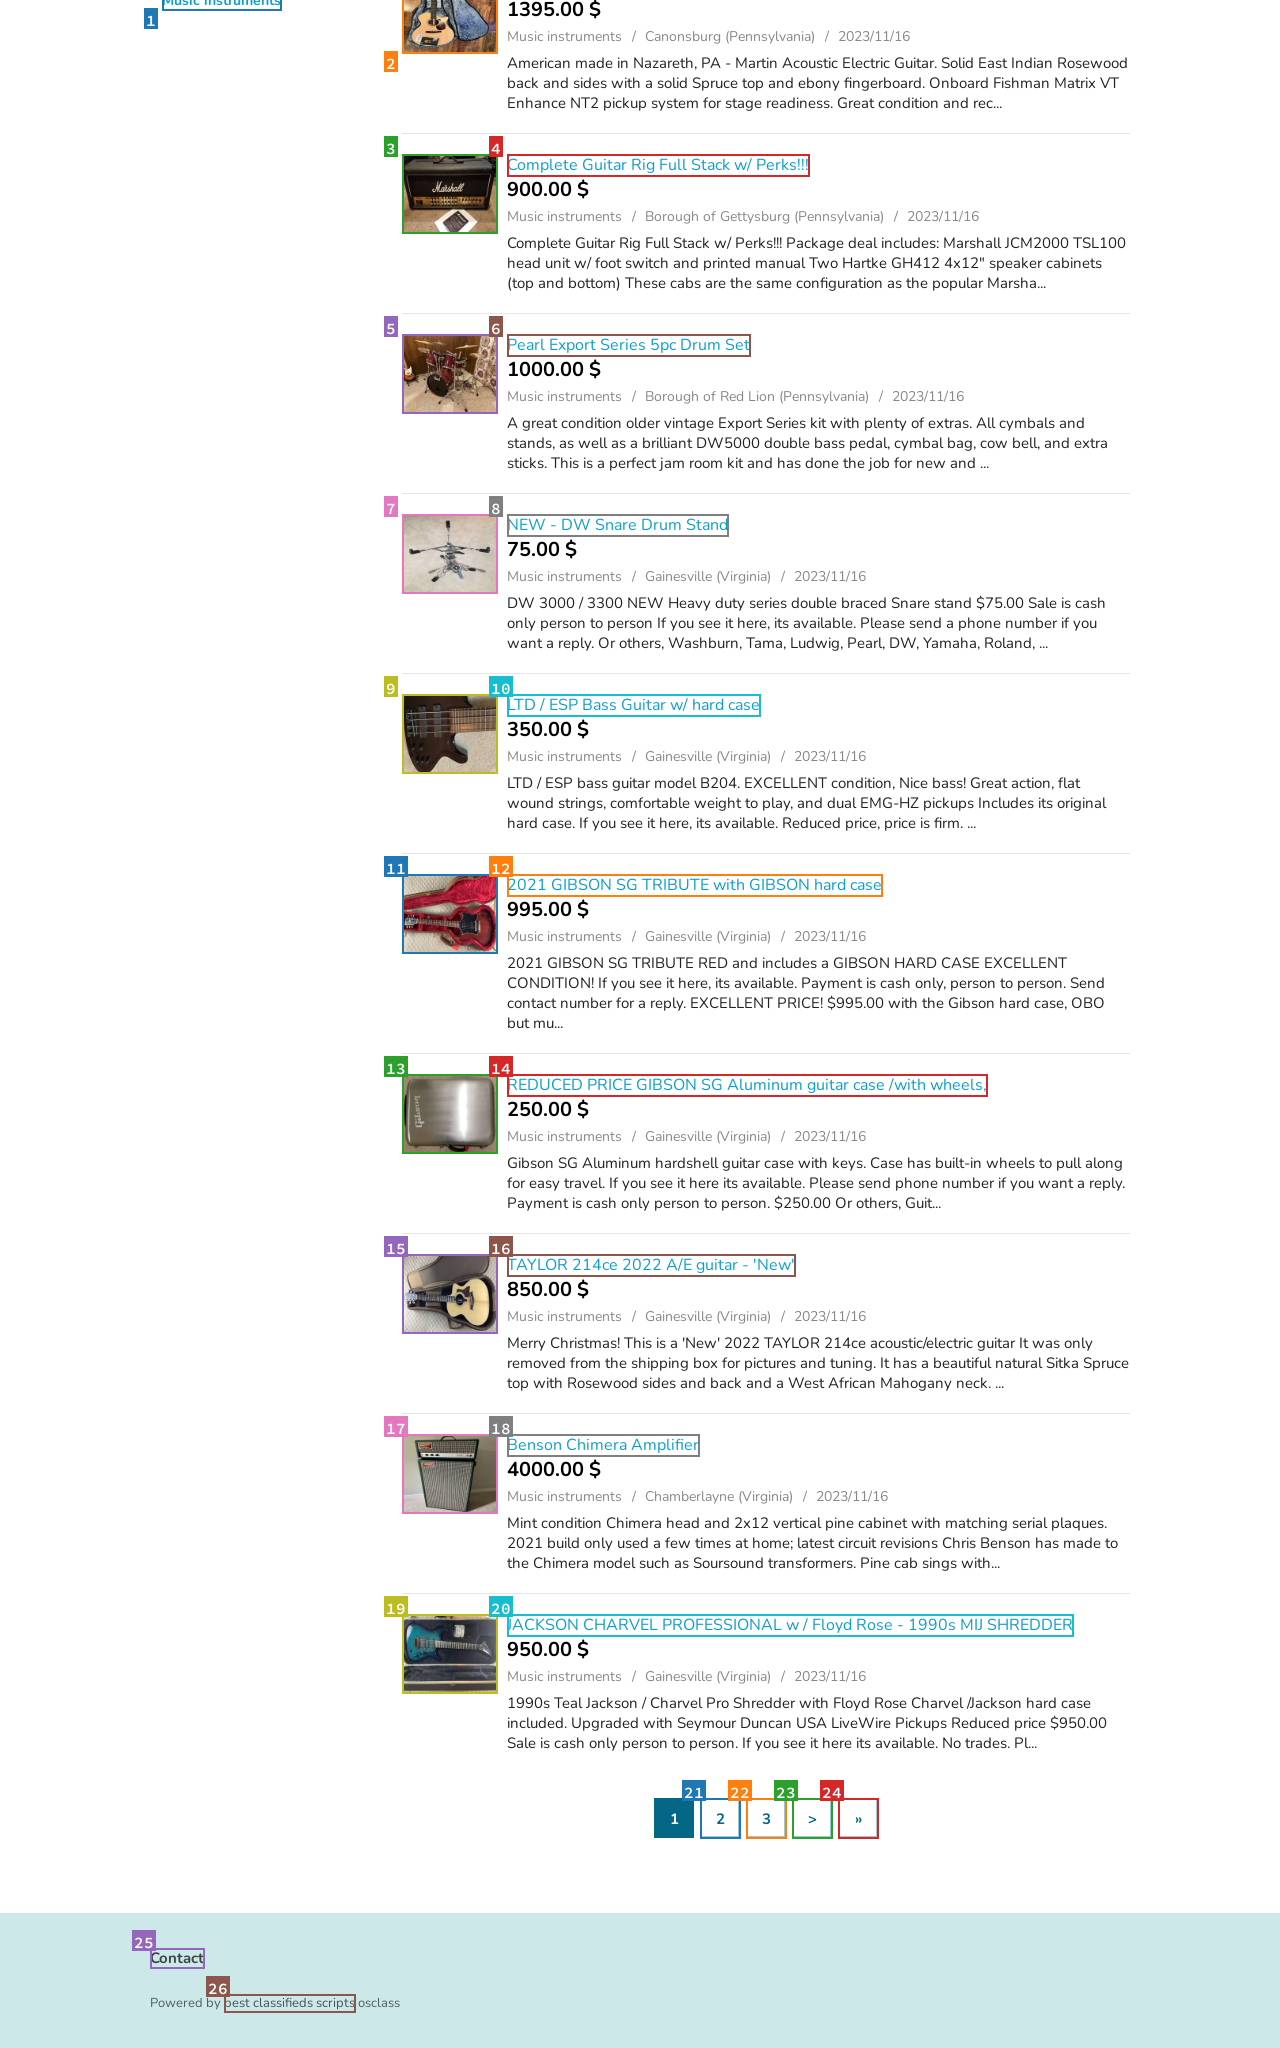 Music instruments
1
1395.00 $
Music instruments / Canonsburg (Pennsylvania) / 2023/11/16
2
American made in Nazareth, PA - Martin Acoustic Electric Guitar. Solid East Indian Rosewood
back and sides with a solid Spruce top and ebony fingerboard. Onboard Fishman Matrix VT
Enhance NT2 pickup system for stage readiness. Great condition and rec...
3
4
Complete Guitar Rig Full Stack w/ Perks!!!
Marshall
900.00 $
Music instruments / Borough of Gettysburg (Pennsylvania) / 2023/11/16
Complete Guitar Rig Full Stack w/ Perks!!! Package deal includes: Marshall JCM2000 TSL100
head unit w/ foot switch and printed manual Two Hartke GH412 4x12" speaker cabinets
(top and bottom) These cabs are the same configuration as the popular Marsha...
5
6
Pearl Export Series 5pc Drum Set
1000.00 $
Music instruments / Borough of Red Lion (Pennsylvania) / 2023/11/16
A great condition older vintage Export Series kit with plenty of extras. All cymbals and
stands, as well as a brilliant DW5000 double bass pedal, cymbal bag, cow bell, and extra
sticks. This is a perfect jam room kit and has done the job for new and ...
7
8
NEW - DW Snare Drum Stand
75.00 $
Music instruments / Gainesville (Virginia) / 2023/11/16
DW 3000 / 3300 NEW Heavy duty series double braced Snare stand $75.00 Sale is cash
only person to person If you see it here, its available. Please send a phone number if you
want a reply. Or others, Washburn, Tama, Ludwig, Pearl, DW, Yamaha, Roland, ...
9
10
LTD / ESP Bass Guitar w/ hard case
350.00 $
Music instruments / Gainesville (Virginia) / 2023/11/16
LTD / ESP bass guitar model B204. EXCELLENT condition, Nice bass! Great action, flat
wound strings, comfortable weight to play, and dual EMG-HZ pickups Includes its original
hard case. If you see it here, its available. Reduced price, price is firm. ...
11
12
2021 GIBSON SG TRIBUTE with GIBSON hard case
995.00 $
Music instruments / Gainesville (Virginia) / 2023/11/16
2021 GIBSON SG TRIBUTE RED and includes a GIBSON HARD CASE EXCELLENT
CONDITION! If you see it here, its available. Payment is cash only, person to person. Send
contact number for a reply. EXCELLENT PRICE! $995.00 with the Gibson hard case, OBO
but mu...
13
14
REDUCED PRICE GIBSON SG Aluminum guitar case /with wheels,
250.00 $
Music instruments / Gainesville (Virginia) / 2023/11/16
Gibson SG Aluminum hardshell guitar case with keys. Case has built-in wheels to pull along
for easy travel. If you see it here its available. Please send phone number if you want a reply.
Payment is cash only person to person. $250.00 Or others, Guit...
15
16
TAYLOR 214ce 2022 A/E guitar - 'New'
850.00 $
Music instruments / Gainesville (Virginia) / 2023/11/16
Merry Christmas! This is a 'New' 2022 TAYLOR 214ce acoustic/electric guitar It was only
removed from the shipping box for pictures and tuning. It has a beautiful natural Sitka Spruce
top with Rosewood sides and back and a West African Mahogany neck. ...
17
18
Benson Chimera Amplifier
4000.00 $
Music instruments / Chamberlayne (Virginia) / 2023/11/16
Mint condition Chimera head and 2x12 vertical pine cabinet with matching serial plaques.
2021 build only used a few times at home; latest circuit revisions Chris Benson has made to
the Chimera model such as Soursound transformers. Pine cab sings with...
19
20
JACKSON CHARVEL PROFESSIONAL w / Floyd Rose - 1990s MIJ SHREDDER
950.00 $
Music instruments / Gainesville (Virginia) / 2023/11/16
1990s Teal Jackson / Charvel Pro Shredder with Floyd Rose Charvel /Jackson hard case
included. Upgraded with Seymour Duncan USA LiveWire Pickups Reduced price $950.00
Sale is cash only person to person. If you see it here its available. No trades. Pl...
21 22 23 24
1 2 3 > »
25
Contact
26
Powered by best classifieds scripts osclass